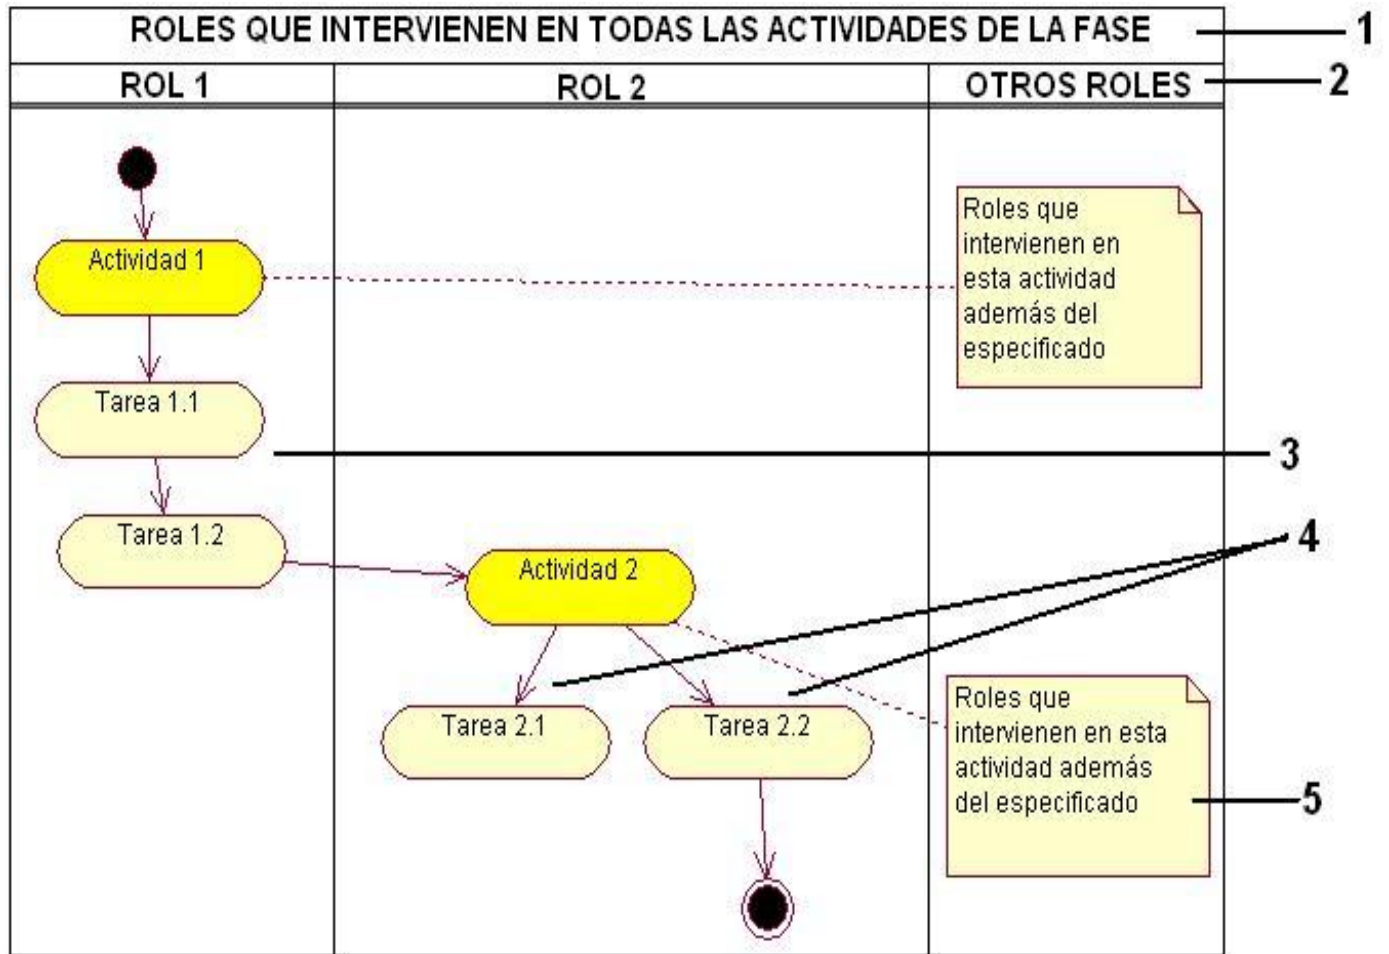 ROLES QUE INTERVIENEN EN TODAS LAS ACTIVIDADES DE LA FASE
1
ROL 1
ROL 2
OTROS ROLES
2
Actividad 1
Roles que
intervienen en
esta actividad
además del
especificado
Tarea 1.1
3
Tarea 1.2
4
Actividad 2
Tarea 2.1
Tarea 2.2
Roles que
intervienen en esta
actividad además
del especificado
5